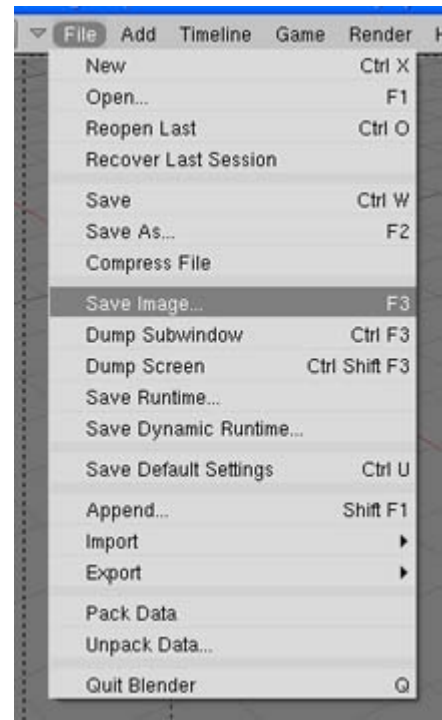 File Add Timeline Game Render
New Ctrl X
Open... F1
Reopen Last Ctrl O
Recover Last Session
Save Ctrl W
Save As... F2
Compress File
Save Image... F3
Dump Subwindow Ctrl F3
Dump Screen Ctrl Shift F3
Save Runtime...
Save Dynamic Runtime...
Save Default Settings Ctrl U
Append... Shift F1
Import
Export
Pack Data
Unpack Data...
Quit Blender Q